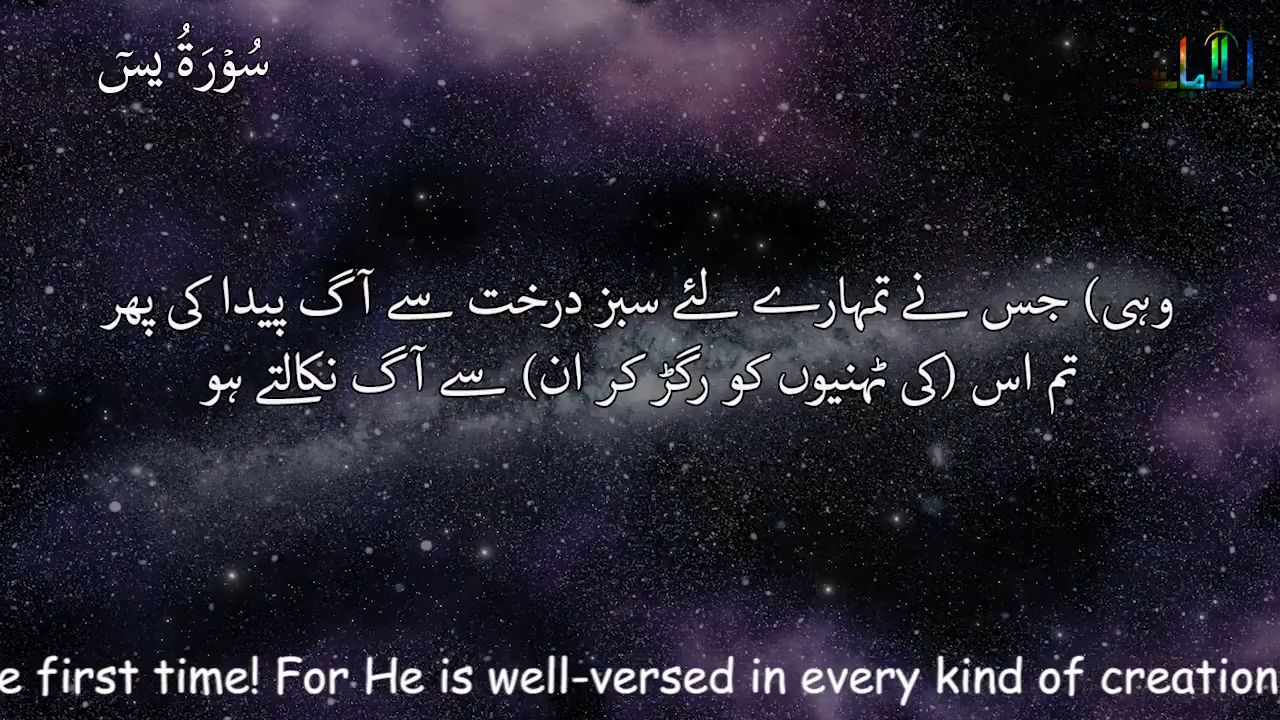 سُوۡرَةُ يسٓ
وہی) جس نے تمہارے لئے سبز درخت سے آگ پیدا کی پھر
تم اس (کی ٹہنیوں کو رگڑ کر ان) سے آگ نکالتے ہو
e first time! For He is well-versed in every kind of creation